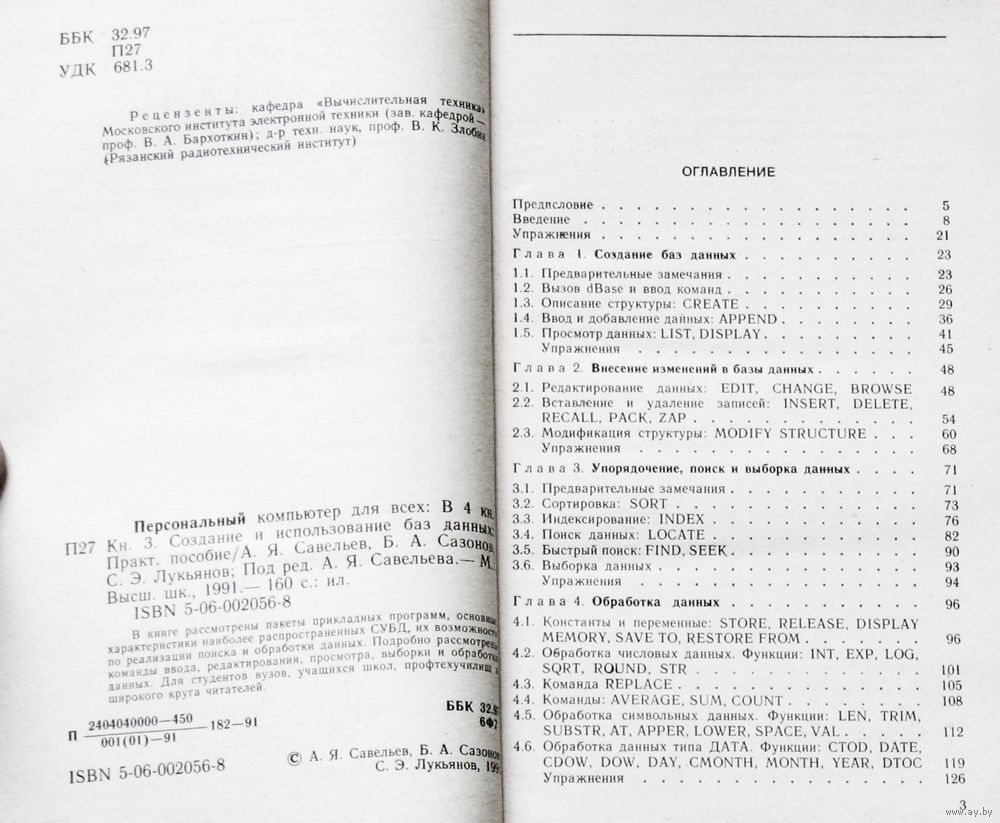 ББК 32.97
П27
УДК 681.3
Рецензенты: кафедра «Вычислительная техника»
Московского института электронной техники (зав. кафедрой —
проф. В. А. Бархоткин); д-р техн. наук, проф. В. К. Злобин
(Рязанский радиотехнический институт)
Персональный компьютер для всех: В 4 кн.
П27 Кн. 3. Создание и использование баз данных:
Практ. пособие/А. Я. Савельев, Б. А. Сазонов,
С. Э. Лукьянов; Под ред. А. Я. Савельева.— М.:
Высш. шк., 1991.— 160 с.: ил.
ISBN 5-06-002056-8
В книге рассмотрены пакеты прикладных программ, основные
характеристики наиболее распространенных СУБД, их возможности
по реализации поиска и обработки данных. Подробно рассмотрены
команды ввода, редактирования, просмотра, выборки и обработки
данных. Для студентов вузов, учащихся школ, профтехучилищ и
широкого круга читателей.
П 2404040000—450
001(01)—91
182—91
ББК 32.97
6Ф7
ISBN 5-06-002056-8
© А. Я. Савельев, Б. А. Сазонов,
С. Э. Лукьянов, 199
ОГЛАВЛЕНИЕ
Предисловие . . . 5
Введение . . . 8
Упражнения . . . 21
Глава 1. Создание баз данных . . . 23
1.1. Предварительные замечания . . . 23
1.2. Вызов dBase и ввод команд . . . 26
1.3. Описание структуры: CREATE . . . 29
1.4. Ввод и добавление данных: APPEND . . . 36
1.5. Просмотр данных: LIST, DISPLAY . . . 41
Упражнения . . . 45
Глава 2. Внесение изменений в базы данных . . . 48
2.1. Редактирование данных: EDIT, CHANGE, BROWSE 48
2.2. Вставление и удаление записей: INSERT, DELETE,
RECALL, PACK, ZAP . . . 54
2.3. Модификация структуры: MODIFY STRUCTURE . . . 60
Упражнения . . . 68
Глава 3. Упорядочение, поиск и выборка данных . . . 71
3.1. Предварительные замечания . . . 71
3.2. Сортировка: SORT . . . 73
3.3. Индексирование: INDEX . . . 76
3.4. Поиск данных: LOCATE . . . 82
3.5. Быстрый поиск: FIND, SEEK . . . 90
3.6. Выборка данных . . . 93
Упражнения . . . 94
Глава 4. Обработка данных . . . 96
4.1. Константы и переменные: STORE, RELEASE, DISPLAY
MEMORY, SAVE TO, RESTORE FROM . . . 96
4.2. Обработка числовых данных. Функции: INT, EXP, LOG,
SQRT, ROUND, STR . . . 101
4.3. Команда REPLACE . . . 105
4.4. Команды: AVERAGE, SUM, COUNT . . . 108
4.5. Обработка символьных данных. Функции: LEN, TRIM,
SUBSTR, AT, APPER, LOWER, SPACE, VAL . . . 112
4.6. Обработка данных типа ДАТА. Функции: CTOD, DATE,
CDOW, DOW, DAY, CMONTH, MONTH, YEAR, DTOC 119
Упражнения . . . 126
3
www.ay.by